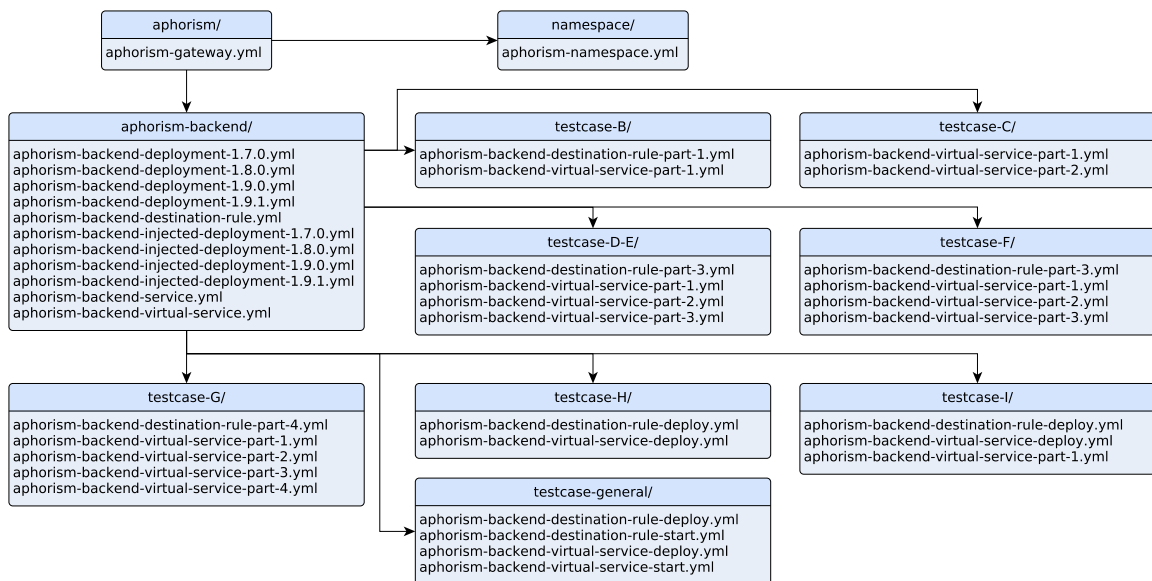 aphorism/
aphorism-gateway.yml
namespace/
aphorism-namespace.yml
aphorism-backend/
aphorism-backend-deployment-1.7.0.yml
aphorism-backend-deployment-1.8.0.yml
aphorism-backend-deployment-1.9.0.yml
aphorism-backend-deployment-1.9.1.yml
aphorism-backend-destination-rule.yml
aphorism-backend-injected-deployment-1.7.0.yml
aphorism-backend-injected-deployment-1.8.0.yml
aphorism-backend-injected-deployment-1.9.0.yml
aphorism-backend-injected-deployment-1.9.1.yml
aphorism-backend-service.yml
aphorism-backend-virtual-service.yml
testcase-B/
aphorism-backend-destination-rule-part-1.yml
aphorism-backend-virtual-service-part-1.yml
testcase-C/
aphorism-backend-virtual-service-part-1.yml
aphorism-backend-virtual-service-part-2.yml
testcase-D-E/
aphorism-backend-destination-rule-part-3.yml
aphorism-backend-virtual-service-part-1.yml
aphorism-backend-virtual-service-part-2.yml
aphorism-backend-virtual-service-part-3.yml
testcase-F/
aphorism-backend-destination-rule-part-3.yml
aphorism-backend-virtual-service-part-1.yml
aphorism-backend-virtual-service-part-2.yml
aphorism-backend-virtual-service-part-3.yml
testcase-G/
aphorism-backend-destination-rule-part-4.yml
aphorism-backend-virtual-service-part-1.yml
aphorism-backend-virtual-service-part-2.yml
aphorism-backend-virtual-service-part-3.yml
aphorism-backend-virtual-service-part-4.yml
testcase-H/
aphorism-backend-destination-rule-deploy.yml
aphorism-backend-virtual-service-deploy.yml
testcase-I/
aphorism-backend-destination-rule-deploy.yml
aphorism-backend-virtual-service-deploy.yml
aphorism-backend-virtual-service-part-1.yml
testcase-general/
aphorism-backend-destination-rule-deploy.yml
aphorism-backend-destination-rule-start.yml
aphorism-backend-virtual-service-deploy.yml
aphorism-backend-virtual-service-start.yml